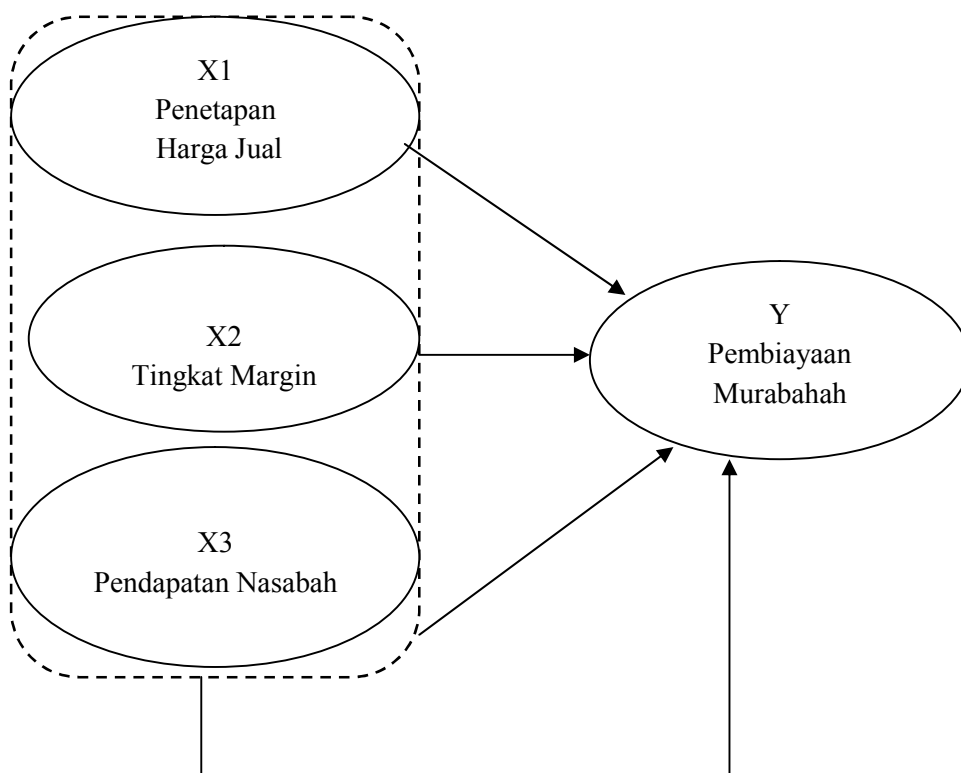 X1
Penetapan
Harga Jual
X2
Tingkat Margin
X3
Pendapatan Nasabah
Y
Pembiayaan
Murabahah